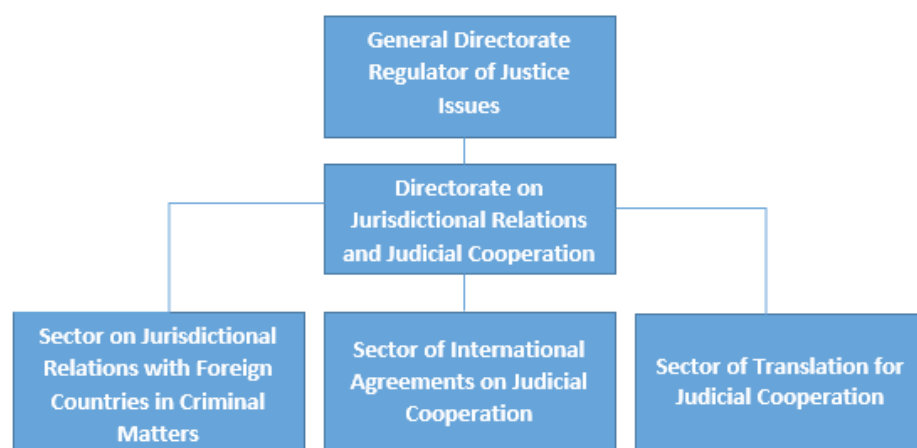 General Directorate
Regulator of Justice
Issues
Directorate on
Jurisdictional Relations
and Judicial Cooperation
Sector on Jurisdictional
Relations with Foreign
Countries in Criminal
Matters
Sector of International
Agreements on Judicial
Cooperation
Sector of Translation for
Judicial Cooperation